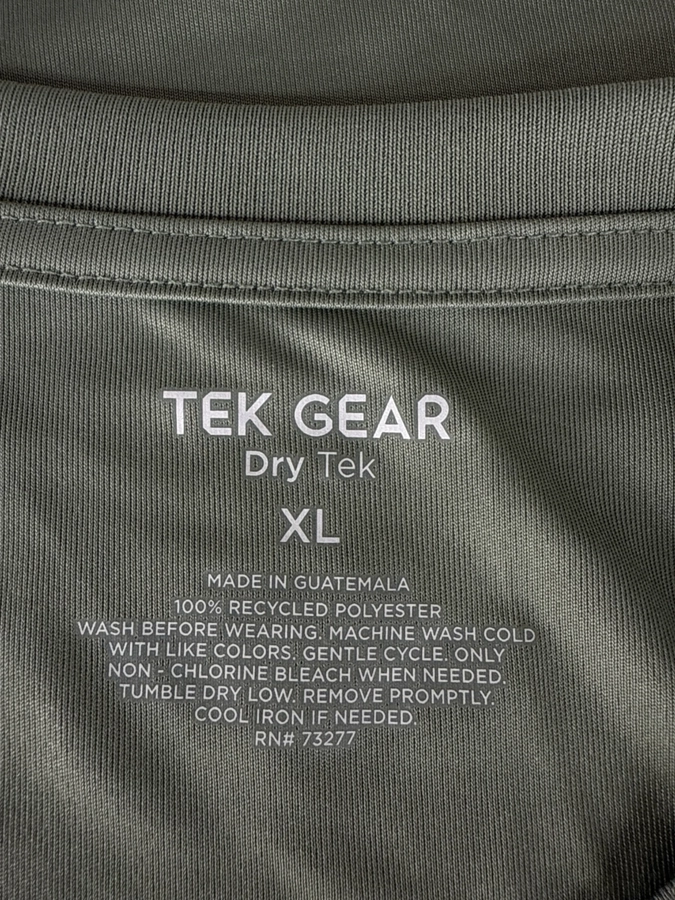 TEK GEAR
Dry Tek
XL
MADE IN GUATEMALA
100% RECYCLED POLYESTER
WASH BEFORE WEARING. MACHINE WASH COLD
WITH LIKE COLORS. GENTLE CYCLE. ONLY
NON - CHLORINE BLEACH WHEN NEEDED.
TUMBLE DRY LOW. REMOVE PROMPTLY.
COOL IRON IF NEEDED.
RN# 73277